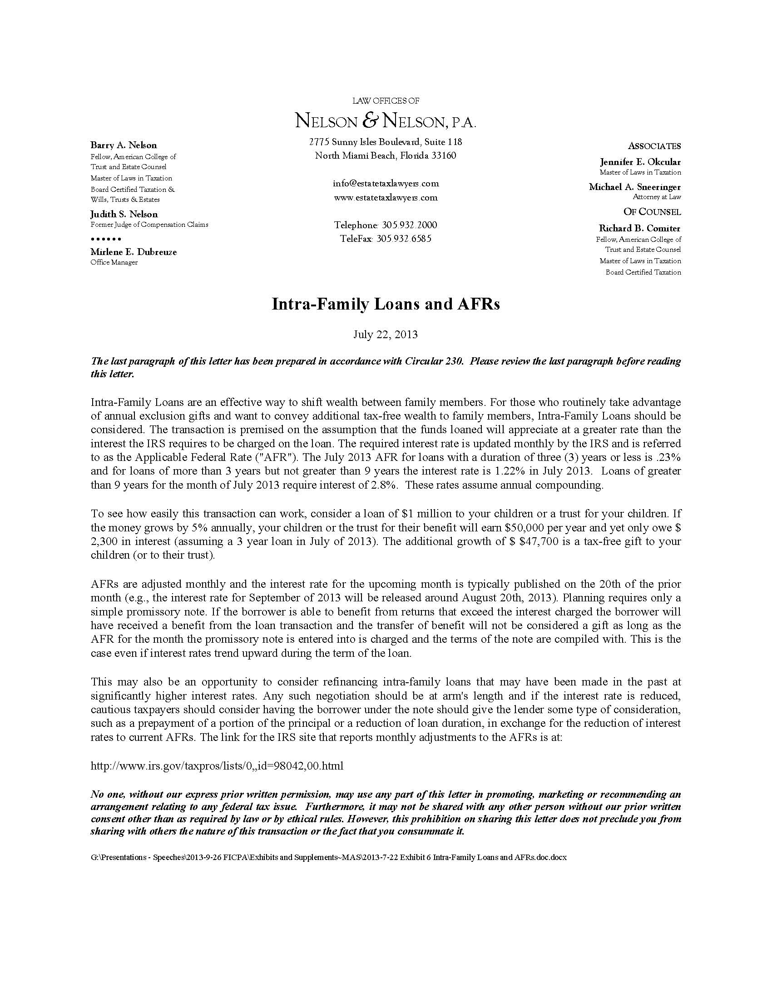 LAW OFFICES OF
NELSON & NELSON, P.A.
2775 Sunny Isles Boulevard, Suite 118
North Miami Beach, Florida 33160
info@estatetaxlawyers.com
www.estatetaxlawyers.com
Telephone: 305.932.2000
TeleFax: 305.932.6585
Barry A. Nelson
Fellow, American College of
Trust and Estate Counsel
Master of Laws in Taxation
Board Certified Taxation &
Wills, Trusts & Estates
Judith S. Nelson
Former Judge of Compensation Claims
••••••
Mirlene E. Dubreuze
Office Manager
ASSOCIATES
Jennifer E. Okcular
Master of Laws in Taxation
Michael A. Sneeringer
Attorney at Law
OF COUNSEL
Richard B. Comiter
Fellow, American College of
Trust and Estate Counsel
Master of Laws in Taxation
Board Certified Taxation
Intra-Family Loans and AFRs
July 22, 2013
The last paragraph of this letter has been prepared in accordance with Circular 230. Please review the last paragraph before reading
this letter.
Intra-Family Loans are an effective way to shift wealth between family members. For those who routinely take advantage
of annual exclusion gifts and want to convey additional tax-free wealth to family members, Intra-Family Loans should be
considered. The transaction is premised on the assumption that the funds loaned will appreciate at a greater rate than the
interest the IRS requires to be charged on the loan. The required interest rate is updated monthly by the IRS and is referred
to as the Applicable Federal Rate ("AFR"). The July 2013 AFR for loans with a duration of three (3) years or less is .23%
and for loans of more than 3 years but not greater than 9 years the interest rate is 1.22% in July 2013. Loans of greater
than 9 years for the month of July 2013 require interest of 2.8%. These rates assume annual compounding.
To see how easily this transaction can work, consider a loan of $1 million to your children or a trust for your children. If
the money grows by 5% annually, your children or the trust for their benefit will earn $50,000 per year and yet only owe $
2,300 in interest (assuming a 3 year loan in July of 2013). The additional growth of $ $47,700 is a tax-free gift to your
children (or to their trust).
AFRs are adjusted monthly and the interest rate for the upcoming month is typically published on the 20th of the prior
month (e.g., the interest rate for September of 2013 will be released around August 20th, 2013). Planning requires only a
simple promissory note. If the borrower is able to benefit from returns that exceed the interest charged the borrower will
have received a benefit from the loan transaction and the transfer of benefit will not be considered a gift as long as the
AFR for the month the promissory note is entered into is charged and the terms of the note are compiled with. This is the
case even if interest rates trend upward during the term of the loan.
This may also be an opportunity to consider refinancing intra-family loans that may have been made in the past at
significantly higher interest rates. Any such negotiation should be at arm's length and if the interest rate is reduced,
cautious taxpayers should consider having the borrower under the note should give the lender some type of consideration,
such as a prepayment of a portion of the principal or a reduction of loan duration, in exchange for the reduction of interest
rates to current AFRs. The link for the IRS site that reports monthly adjustments to the AFRs is at:
http://www.irs.gov/taxpros/lists/0,,id=98042,00.html
No one, without our express prior written permission, may use any part of this letter in promoting, marketing or recommending an
arrangement relating to any federal tax issue. Furthermore, it may not be shared with any other person without our prior written
consent other than as required by law or by ethical rules. However, this prohibition on sharing this letter does not preclude you from
sharing with others the nature of this transaction or the fact that you consummate it.
G:\Presentations - Speeches\2013-9-26 FICPA\Exhibits and Supplements~MAS\2013-7-22 Exhibit 6 Intra-Family Loans and AFRs.doc.docx